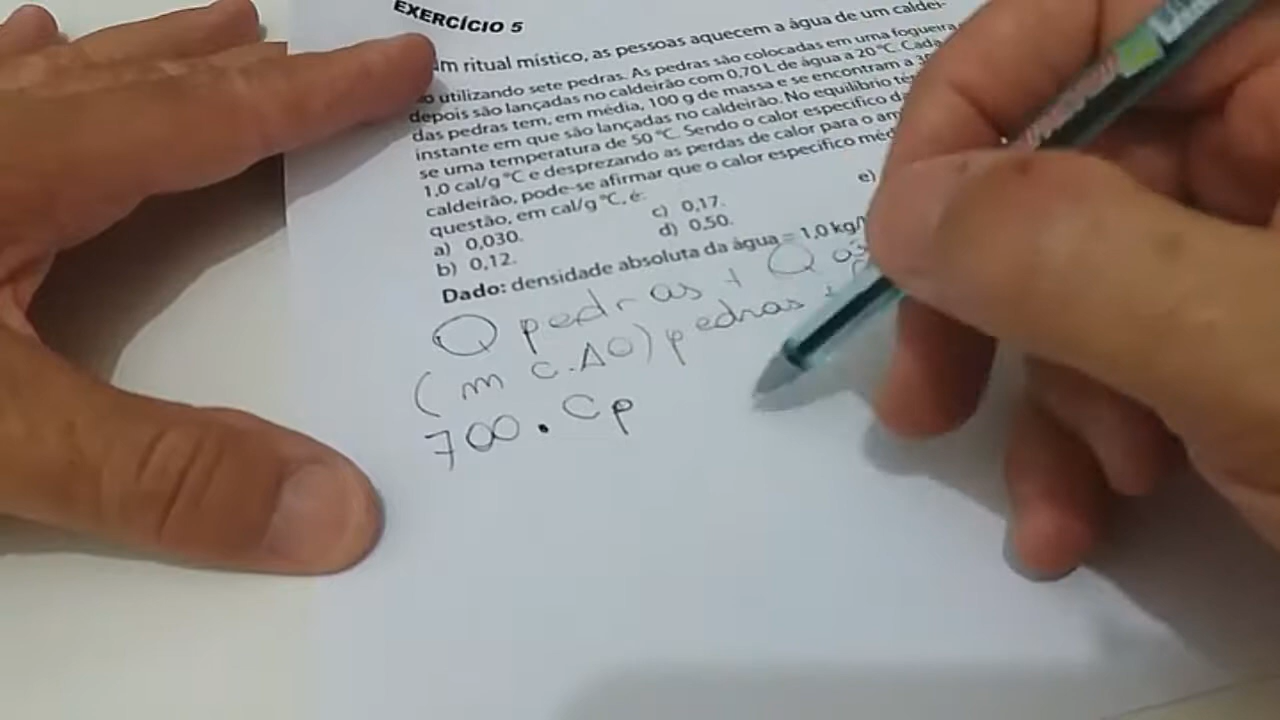 EXERCÍCIO 5
ritual místico, as pessoas aquecem a água de um caldei-
utilizando sete pedras. As pedras são colocadas em uma fogueira
depois são lançadas no caldeirão com 0,70 L de água a 20 °C. Cada
das pedras tem, em média, 100 g de massa e se encontram a
instante em que são lançadas no caldeirão. No equilíbrio
se uma temperatura de 50 °C. Sendo o calor específico
1,0 cal/g °C e desprezando as perdas de calor para o
caldeirão, pode-se afirmar que o calor específico
questão, em cal/g °C, é:
a) 0,030.
b) 0,12.
c) 0,17.
d) 0,50.
e)
Dado: densidade absoluta da água = 1,0 kg/
Q pedras + Q
(m c.Δθ) pedras +
700 . Cp